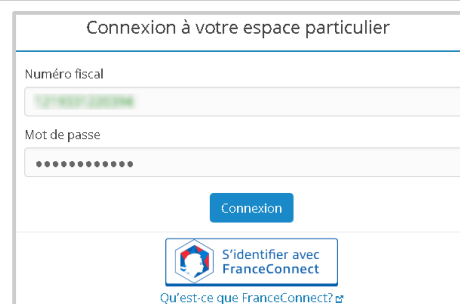 Connexion à votre espace particulier
Numéro fiscal
Mot de passe
••••••••••••
Connexion
S'identifier avec
FranceConnect
Qu'est-ce que FranceConnect?